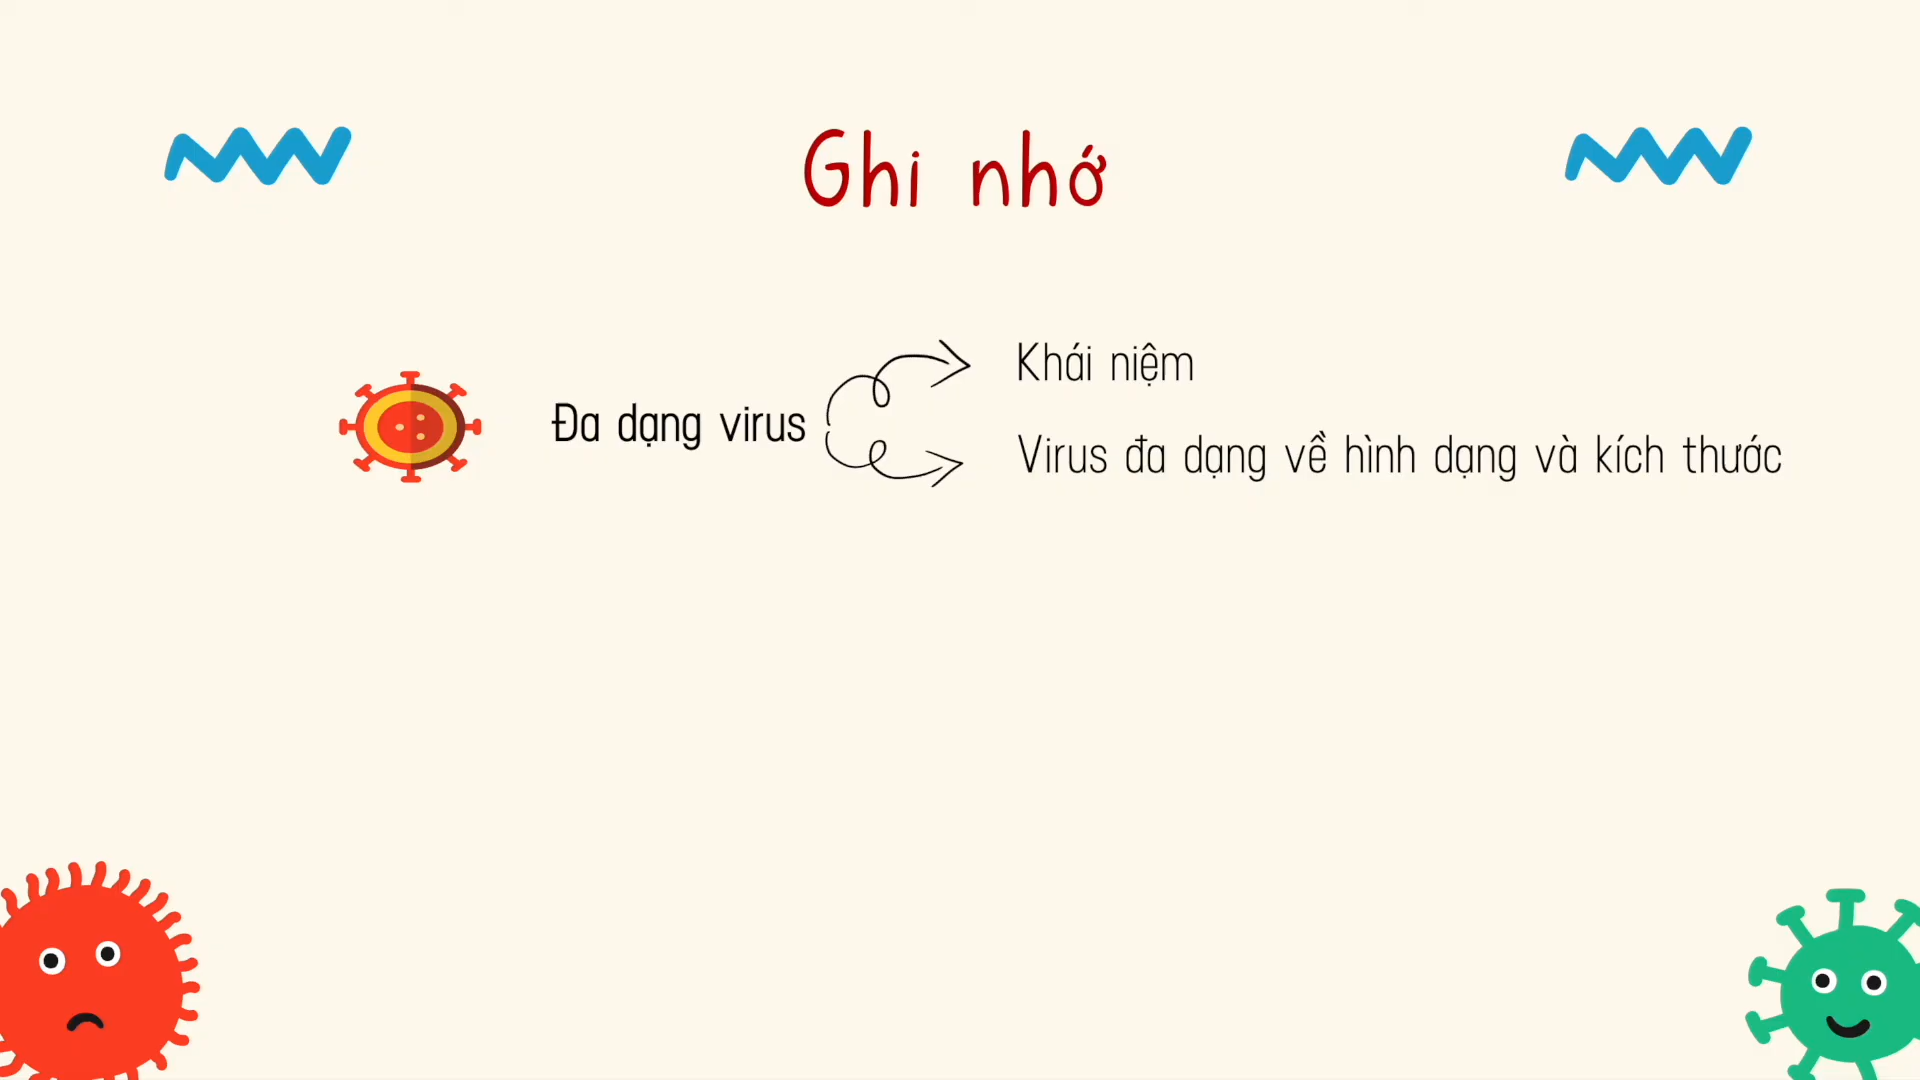 Ghi nhớ
Đa dạng virus
Khái niệm
Virus đa dạng về hình dạng và kích thước